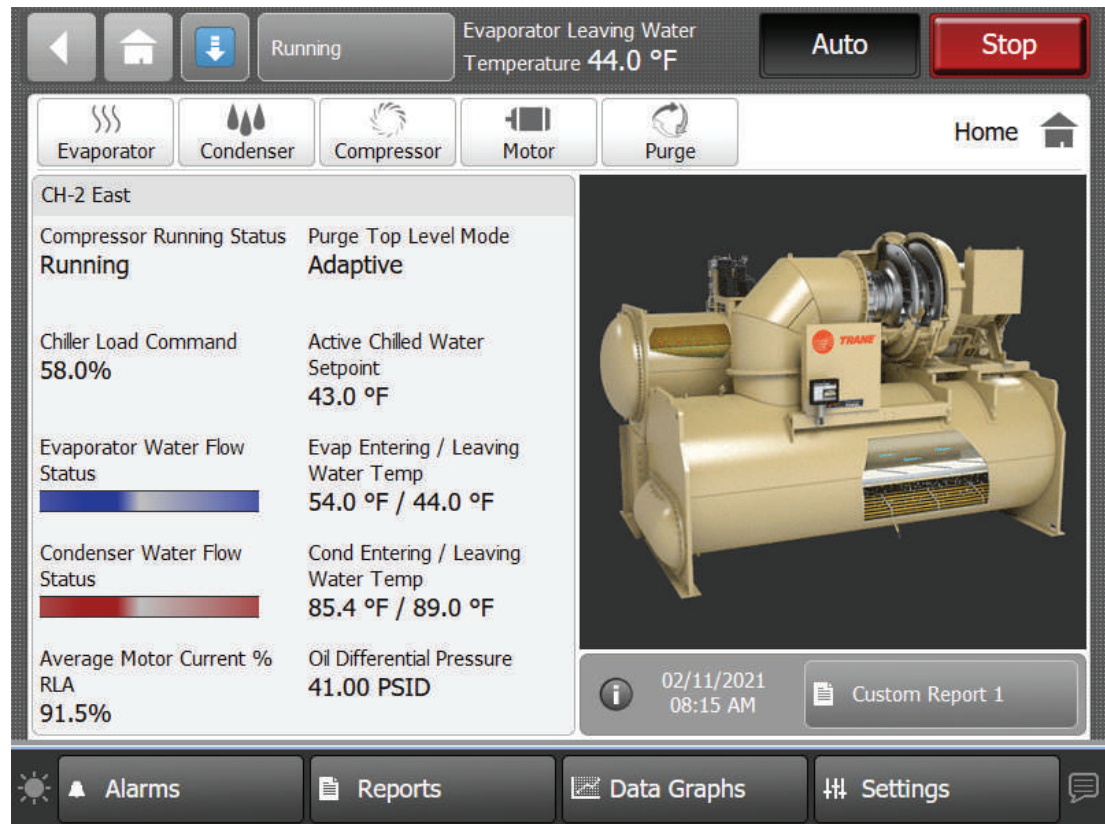 Running
Evaporator Leaving Water
Temperature 44.0 °F
Auto
Stop
Evaporator
Condenser
Compressor
Motor
Purge
Home
CH-2 East
Compressor Running Status
Running
Purge Top Level Mode
Adaptive
Chiller Load Command
58.0%
Active Chilled Water
Setpoint
43.0 °F
Evaporator Water Flow
Status
Evap Entering / Leaving
Water Temp
54.0 °F / 44.0 °F
Condenser Water Flow
Status
Cond Entering / Leaving
Water Temp
85.4 °F / 89.0 °F
Average Motor Current %
RLA
91.5%
Oil Differential Pressure
41.00 PSID
TRANE
02/11/2021
08:15 AM
Custom Report 1
Alarms
Reports
Data Graphs
Settings